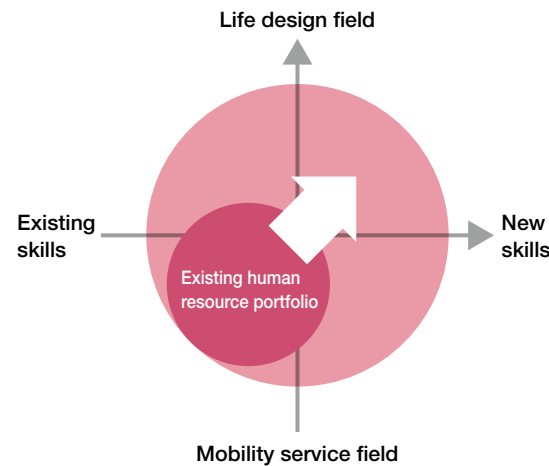 Life design field
Existing
skills
New
skills
Existing human
resource portfolio
Mobility service field